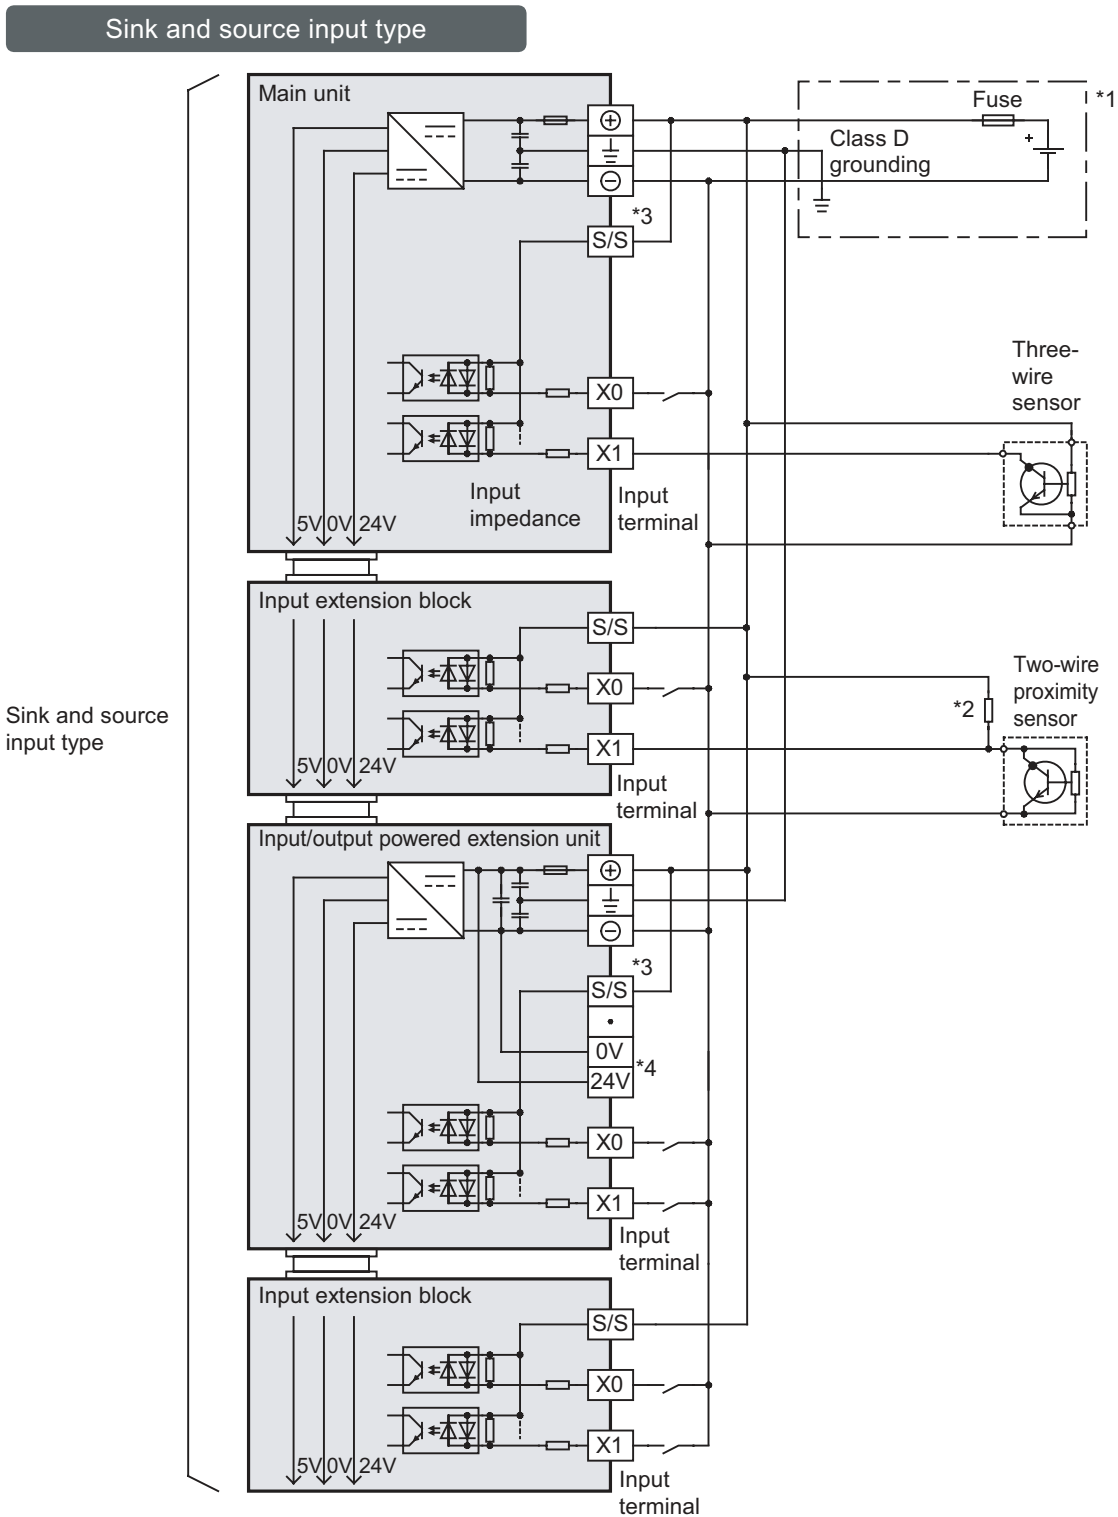 Sink and source input type
Main unit
Fuse
*1
+
Class D
grounding
*3
S/S
Three-
wire
sensor
X0
X1
Input
impedance
Input
terminal
5V 0V 24V
Input extension block
S/S
X0
X1
Two-wire
proximity
sensor
*2
Sink and source
input type
5V 0V 24V
Input
terminal
Input/output powered extension unit
*3
S/S
0V
24V
*4
X0
X1
5V 0V 24V
Input
terminal
Input extension block
S/S
X0
X1
5V 0V 24V
Input
terminal